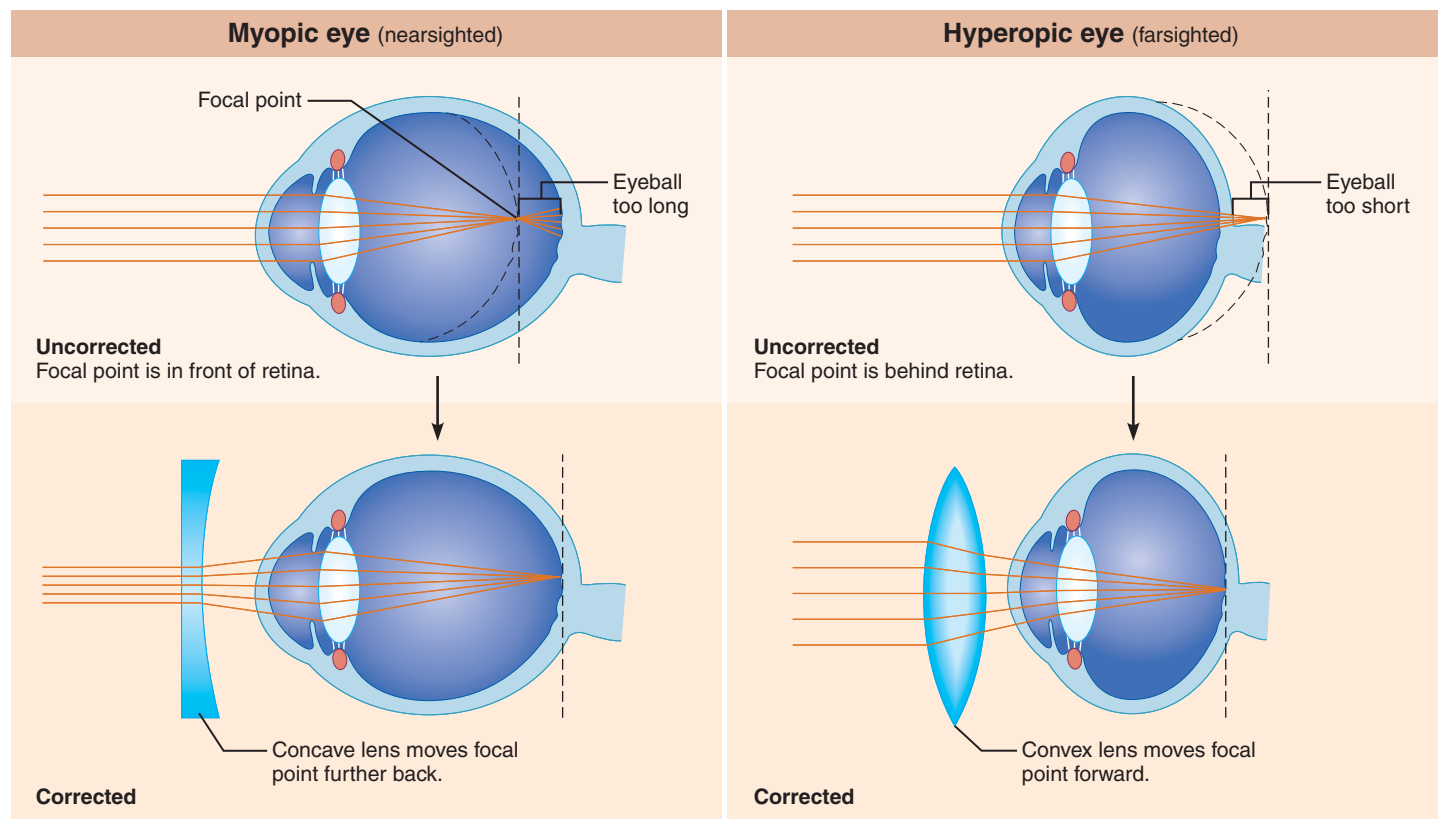 Myopic eye (nearsighted)
Focal point
Eyeball
too long
Uncorrected
Focal point is in front of retina.
Concave lens moves focal
point further back.
Corrected
Hyperopic eye (farsighted)
Eyeball
too short
Uncorrected
Focal point is behind retina.
Convex lens moves focal
point forward.
Corrected